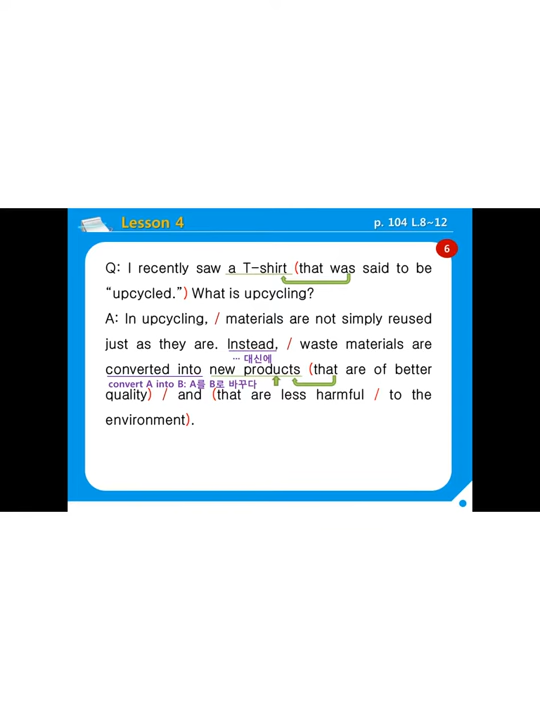 Lesson 4
p. 104 L.8~12
6
Q: I recently saw a T-shirt (that was said to be
“upcycled.”) What is upcycling?
A: In upcycling, / materials are not simply reused
just as they are. Instead, / waste materials are
… 대신에
converted into new products (that are of better
convert A into B: A를 B로 바꾸다
quality) / and (that are less harmful / to the
environment).